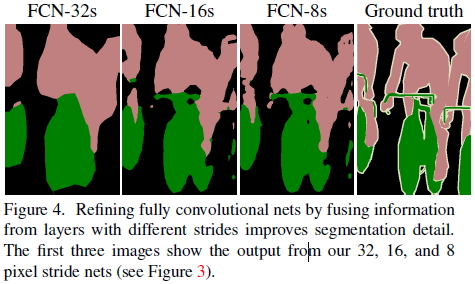 FCN-32s FCN-16s FCN-8s Ground truth
Figure 4. Refining fully convolutional nets by fusing information
from layers with different strides improves segmentation detail.
The first three images show the output from our 32, 16, and 8
pixel stride nets (see Figure 3).